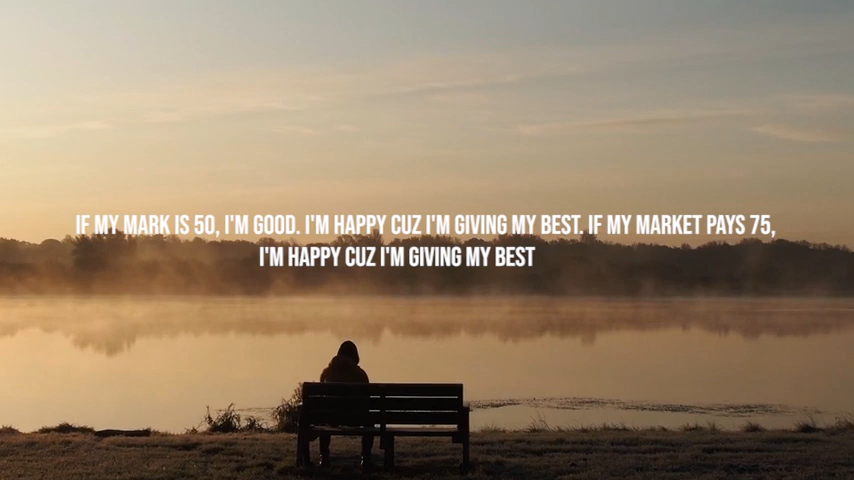 IF MY MARK IS 50, I'M GOOD. I'M HAPPY CUZ I'M GIVING MY BEST. IF MY MARKET PAYS 75,
I'M HAPPY CUZ I'M GIVING MY BEST